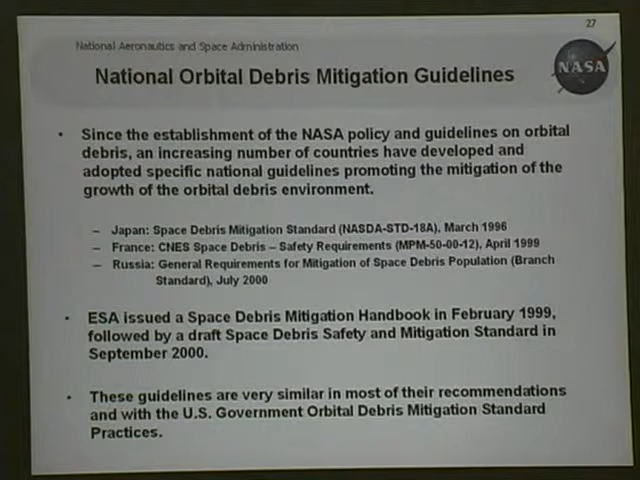 27
National Aeronautics and Space Administration
National Orbital Debris Mitigation Guidelines
NASA
• Since the establishment of the NASA policy and guidelines on orbital
debris, an increasing number of countries have developed and
adopted specific national guidelines promoting the mitigation of the
growth of the orbital debris environment.
– Japan: Space Debris Mitigation Standard (NASDA-STD-18A), March 1996
– France: CNES Space Debris – Safety Requirements (MPM-50-00-12), April 1999
– Russia: General Requirements for Mitigation of Space Debris Population (Branch
Standard), July 2000
• ESA issued a Space Debris Mitigation Handbook in February 1999,
followed by a draft Space Debris Safety and Mitigation Standard in
September 2000.
• These guidelines are very similar in most of their recommendations
and with the U.S. Government Orbital Debris Mitigation Standard
Practices.